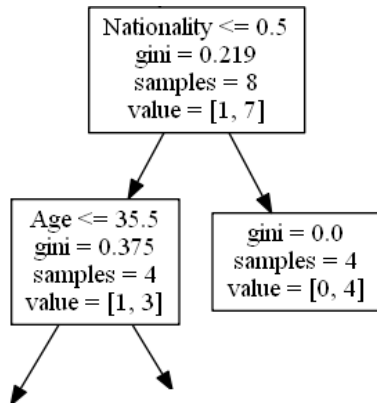 Nationality <= 0.5
gini = 0.219
samples = 8
value = [1, 7]
Age <= 35.5
gini = 0.375
samples = 4
value = [1, 3]
gini = 0.0
samples = 4
value = [0, 4]